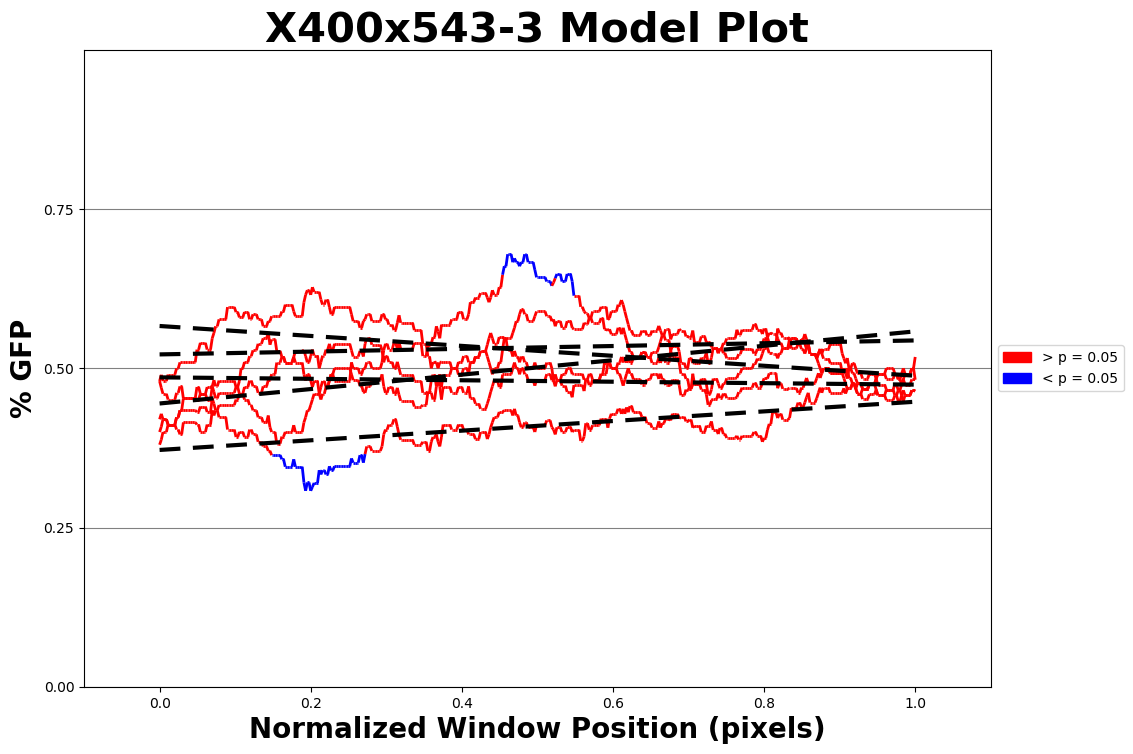 X400x543-3 Model Plot
% GFP
0.75
0.50
0.25
0.00
0.0 0.2 0.4 0.6 0.8 1.0
Normalized Window Position (pixels)
> p = 0.05
< p = 0.05